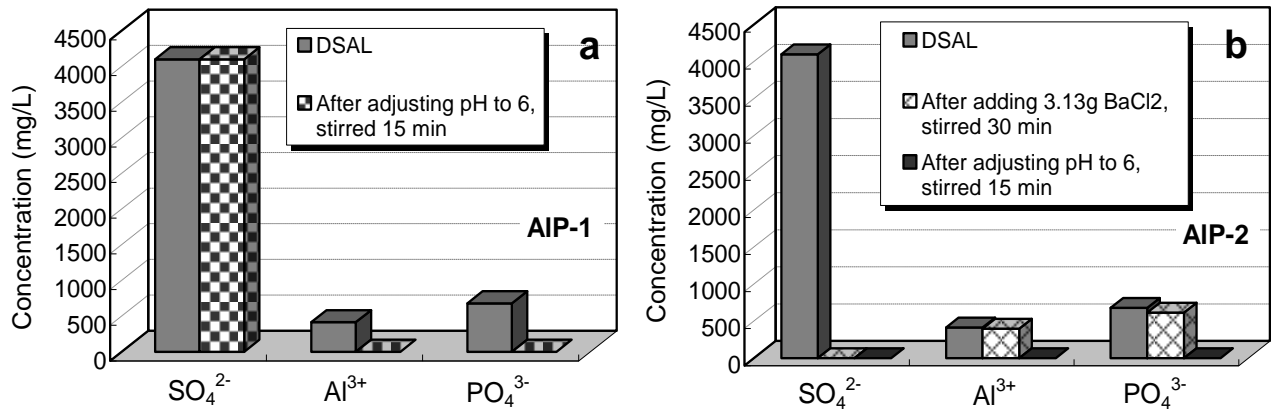 a
DSAL
After adjusting pH to 6,
stirred 15 min
AlP-1
Concentration (mg/L)
4500
4000
3500
3000
2500
2000
1500
1000
500
0
SO₄²⁻
Al³⁺
PO₄³⁻
b
DSAL
After adding 3.13g BaCl2,
stirred 30 min
After adjusting pH to 6,
stirred 15 min
AlP-2
Concentration (mg/L)
4500
4000
3500
3000
2500
2000
1500
1000
500
0
SO₄²⁻
Al³⁺
PO₄³⁻